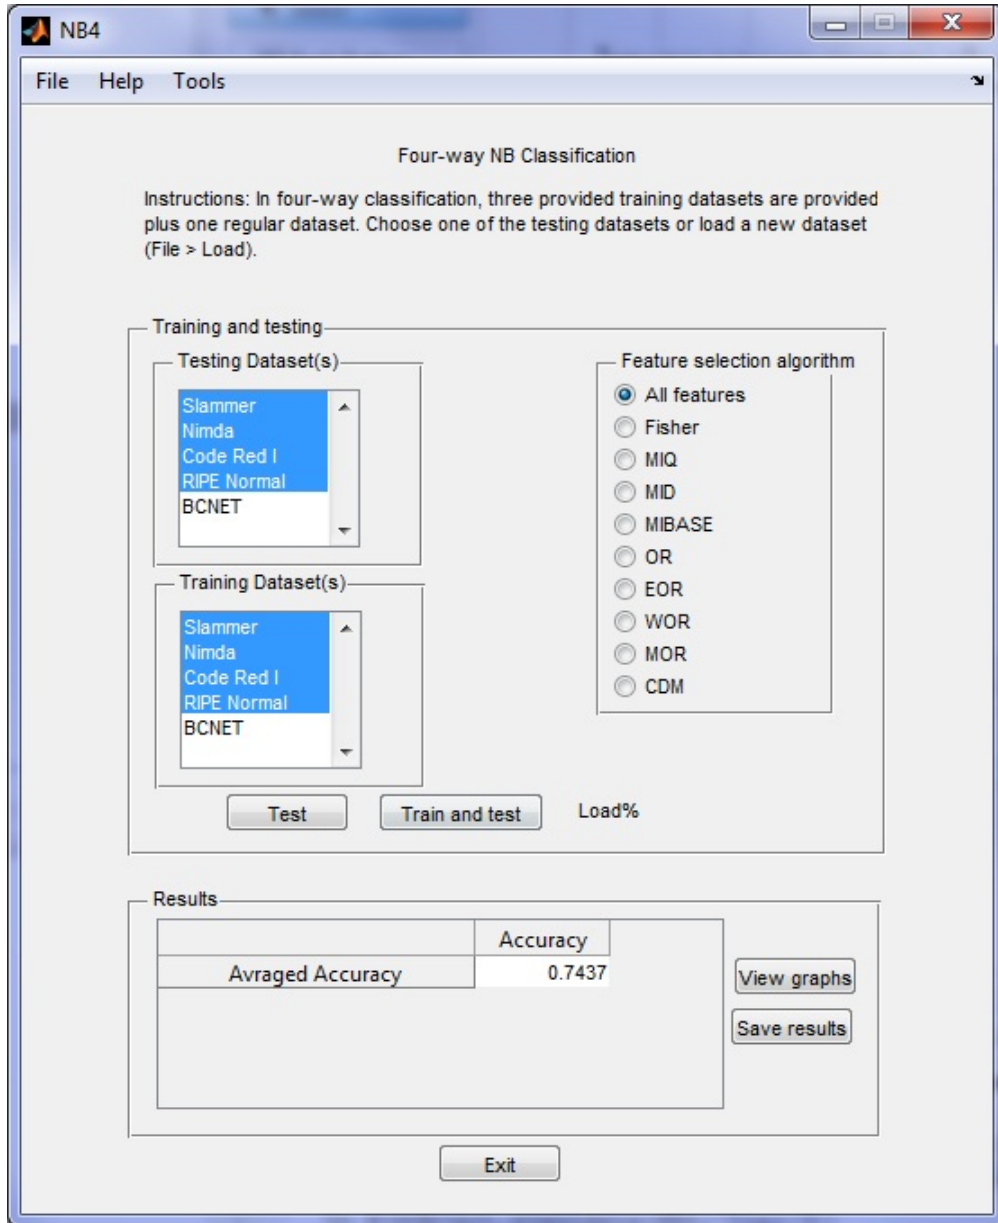 NB4
File Help Tools
Four-way NB Classification
Instructions: In four-way classification, three provided training datasets are provided
plus one regular dataset. Choose one of the testing datasets or load a new dataset
(File > Load).
Training and testing
Testing Dataset(s)
Slammer
Nimda
Code Red I
RIPE Normal
BCNET
Feature selection algorithm
All features
Fisher
MIQ
MID
MIBASE
OR
EOR
WOR
MOR
CDM
Training Dataset(s)
Slammer
Nimda
Code Red I
RIPE Normal
BCNET
Test Train and test Load%
Results
Accuracy
Avraged Accuracy 0.7437
View graphs
Save results
Exit